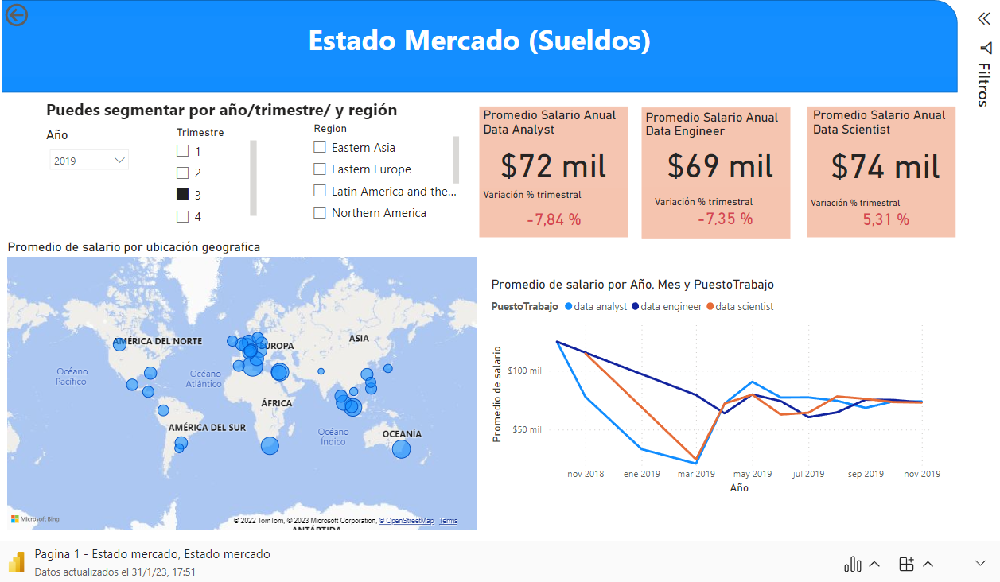 Estado Mercado (Sueldos)
Filtros
Puedes segmentar por año/trimestre/ y región
Año
2019
Trimestre
1
2
3
4
Region
Eastern Asia
Eastern Europe
Latin America and the...
Northern America
Promedio Salario Anual
Data Analyst
$72 mil
Variación % trimestral
-7,84 %
Promedio Salario Anual
Data Engineer
$69 mil
Variación % trimestral
-7,35 %
Promedio Salario Anual
Data Scientist
$74 mil
Variación % trimestral
5,31 %
Promedio de salario por ubicación geografica
AMÉRICA DEL NORTE
EUROPA
ASIA
Océano
Pacífico
Océano
Atlántico
ÁFRICA
AMÉRICA DEL SUR
Océano
Índico
OCEANÍA
Microsoft Bing
© 2022 TomTom, © 2023 Microsoft Corporation, © OpenStreetMap Terms
ANTÁRTIDA
Promedio de salario por Año, Mes y PuestoTrabajo
PuestoTrabajo data analyst data engineer data scientist
Promedio de salario
$100 mil
$50 mil
nov 2018 ene 2019 mar 2019 may 2019 jul 2019 sep 2019 nov 2019
Año
Pagina 1 - Estado mercado, Estado mercado
Datos actualizados el 31/1/23, 17:51